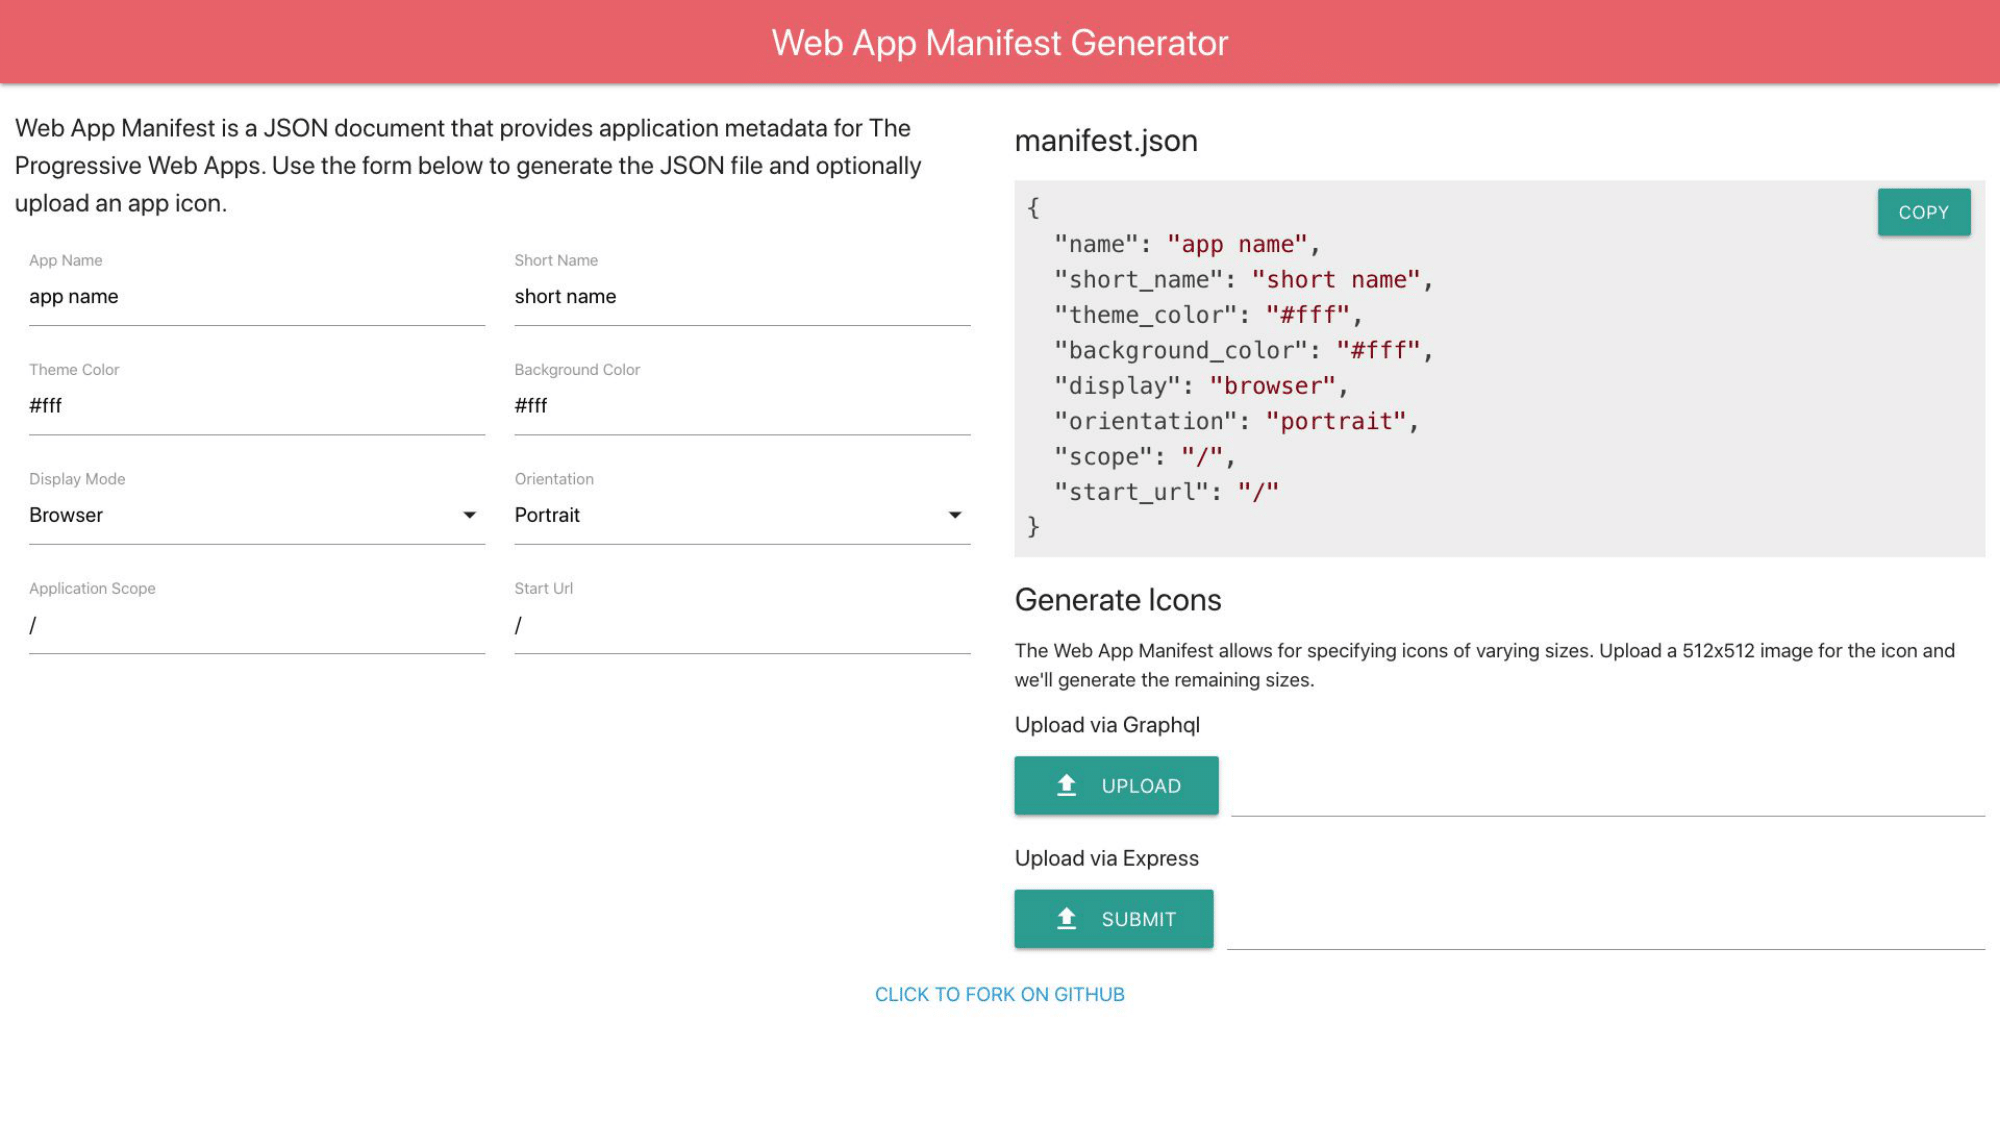 Web App Manifest Generator
Web App Manifest is a JSON document that provides application metadata for The
Progressive Web Apps. Use the form below to generate the JSON file and optionally
upload an app icon.
App Name
app name
Short Name
short name
Theme Color
#fff
Background Color
#fff
Display Mode
Browser
Orientation
Portrait
Application Scope
/
Start Url
/
manifest.json
COPY
{
"name": "app name",
"short_name": "short name",
"theme_color": "#fff",
"background_color": "#fff",
"display": "browser",
"orientation": "portrait",
"scope": "/",
"start_url": "/"
}
Generate Icons
The Web App Manifest allows for specifying icons of varying sizes. Upload a 512x512 image for the icon and
we'll generate the remaining sizes.
Upload via Graphql
UPLOAD
Upload via Express
SUBMIT
CLICK TO FORK ON GITHUB